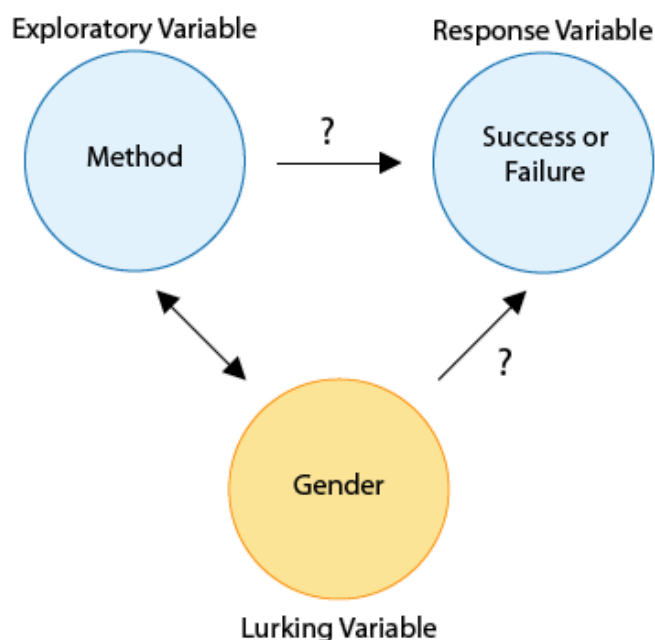 Exploratory Variable
Response Variable
Method
?
Success or
Failure
?
Gender
Lurking Variable